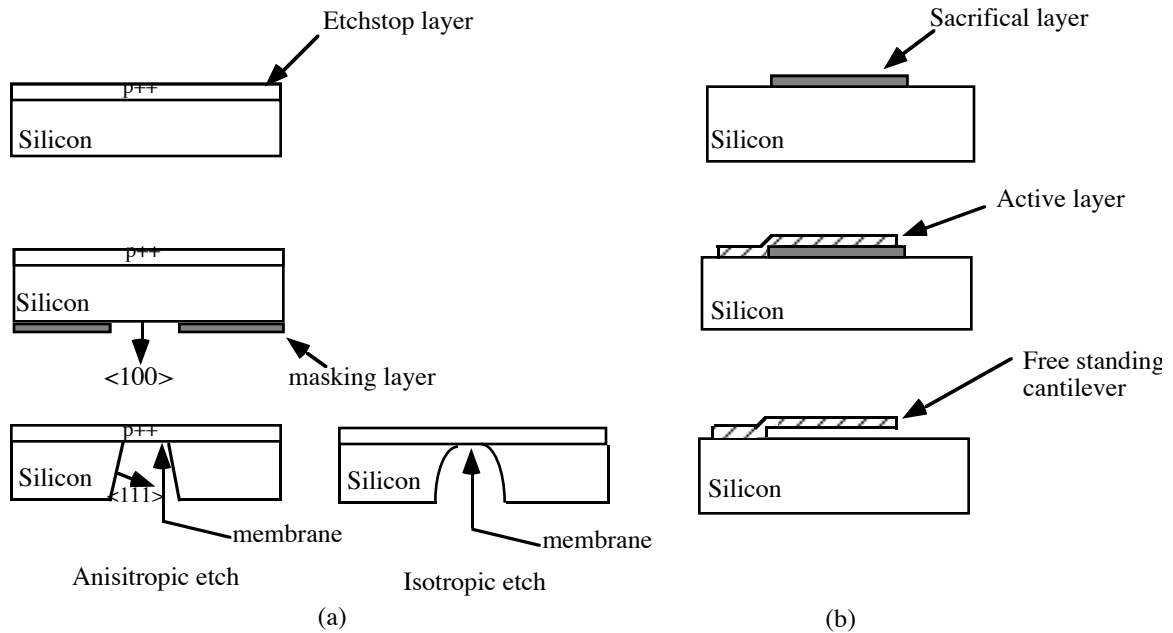 Etchstop layer
p++
Silicon
p++
Silicon
<100>
masking layer
p++
Silicon
<111>
membrane
Anisitropic etch
Silicon
membrane
Isotropic etch
(a)
Sacrifical layer
Silicon
Active layer
Silicon
Free standing
cantilever
Silicon
(b)